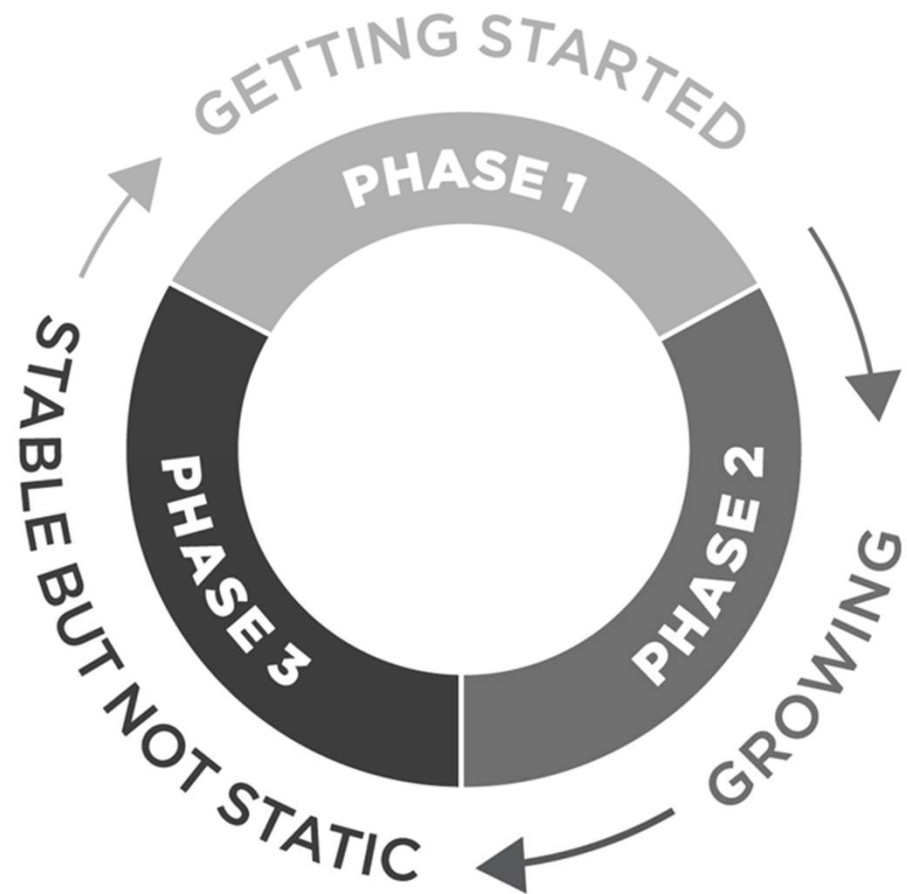 GETTING STARTED
PHASE 1
PHASE 2
GROWING
PHASE 3
STABLE BUT NOT STATIC